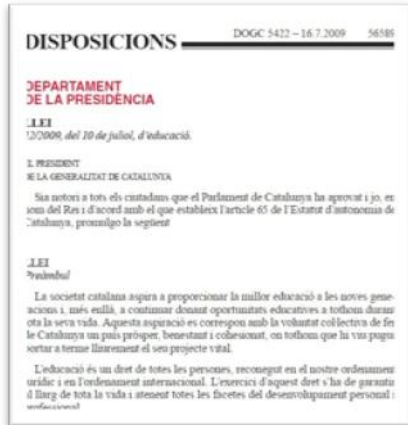 DISPOSICIONS
DOGC 5422 – 16.7.2009 56589
DEPARTAMENT
DE LA PRESIDÈNCIA
LLEI
12/2009, del 10 de juliol, d'educació.
EL PRESIDENT
DE LA GENERALITAT DE CATALUNYA
Sia notori a tots els ciutadans que el Parlament de Catalunya ha aprovat i jo, en
nom del Rei i d'acord amb el que estableix l'article 65 de l'Estatut d'autonomia de
Catalunya, promulgo la següent
LLEI
Preàmbul
La societat catalana aspira a proporcionar la millor educació a les noves gene-
racions i, més enllà, a continuar donant oportunitats educatives a tothom durant
tota la seva vida. Aquesta aspiració es correspon amb la voluntat col·lectiva de fer
de Catalunya un país pròsper, benestant i cohesionat, on tothom que hi viu pugui
portar a terme lliurement el seu projecte vital.
L'educació és un dret de totes les persones, reconegut en el nostre ordenament
jurídic i en l'ordenament internacional. L'exercici d'aquest dret s'ha de garantir
al llarg de tota la vida i atenent totes les facetes del desenvolupament personal i
professional.